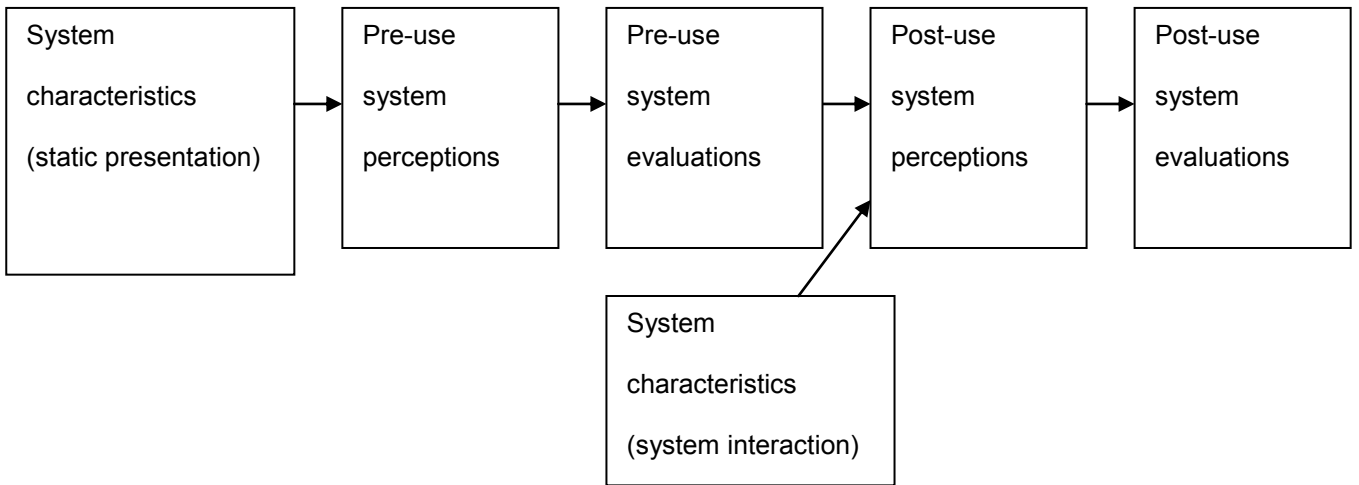 System
characteristics
(static presentation)
Pre-use
system
perceptions
Pre-use
system
evaluations
Post-use
system
perceptions
Post-use
system
evaluations
System
characteristics
(system interaction)